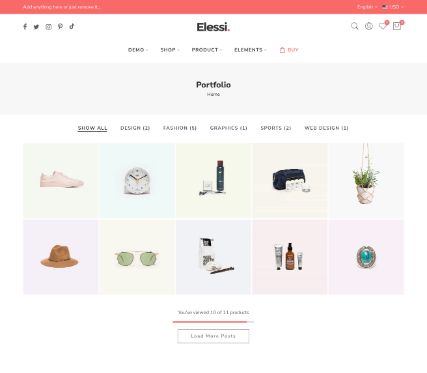 Add anything here or just remove it...
English
USD
Elessi.
DEMO
SHOP
PRODUCT
ELEMENTS
BUY
Portfolio
Home
SHOW ALL
DESIGN (2)
FASHION (5)
GRAPHICS (1)
SPORTS (2)
WEB DESIGN (1)
You've viewed 10 of 11 products
Load More Posts